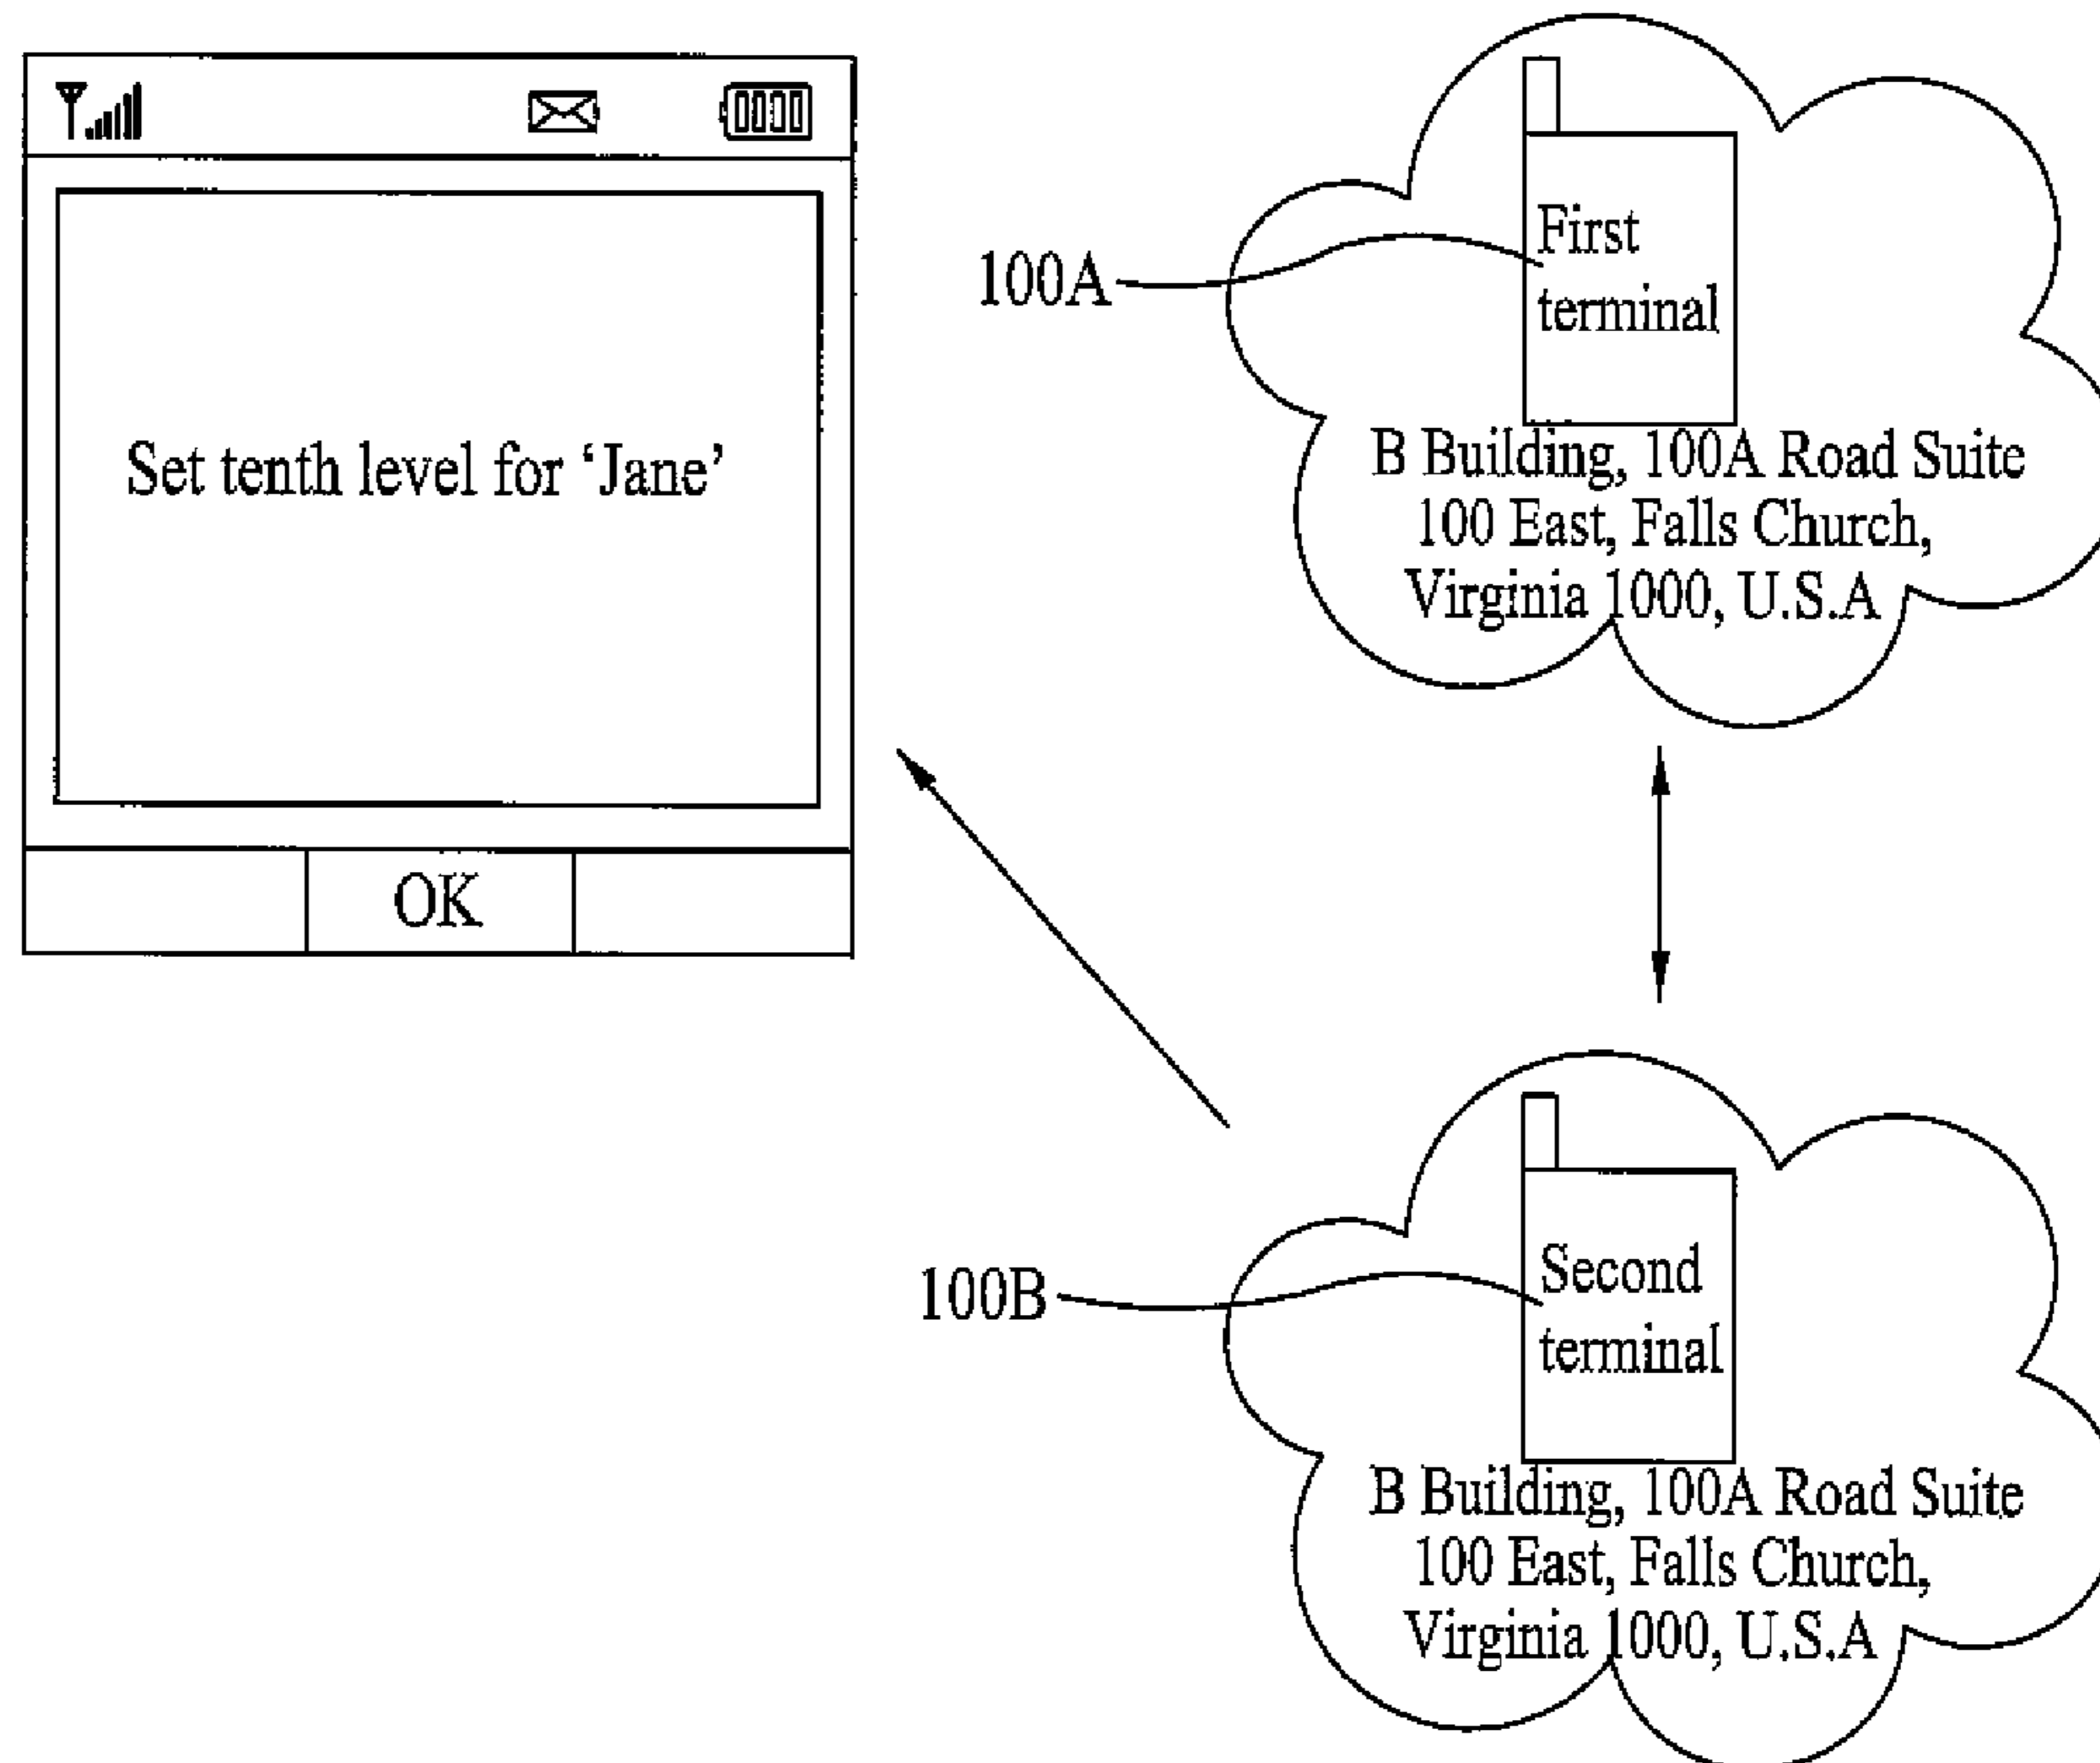 Set tenth level for ‘Jane’
OK
100A
First
terminal
B Building, 100A Road Suite
100 East, Falls Church,
Virginia 1000, U.S.A
100B
Second
terminal
B Building, 100A Road Suite
100 East, Falls Church,
Virginia 1000, U.S.A